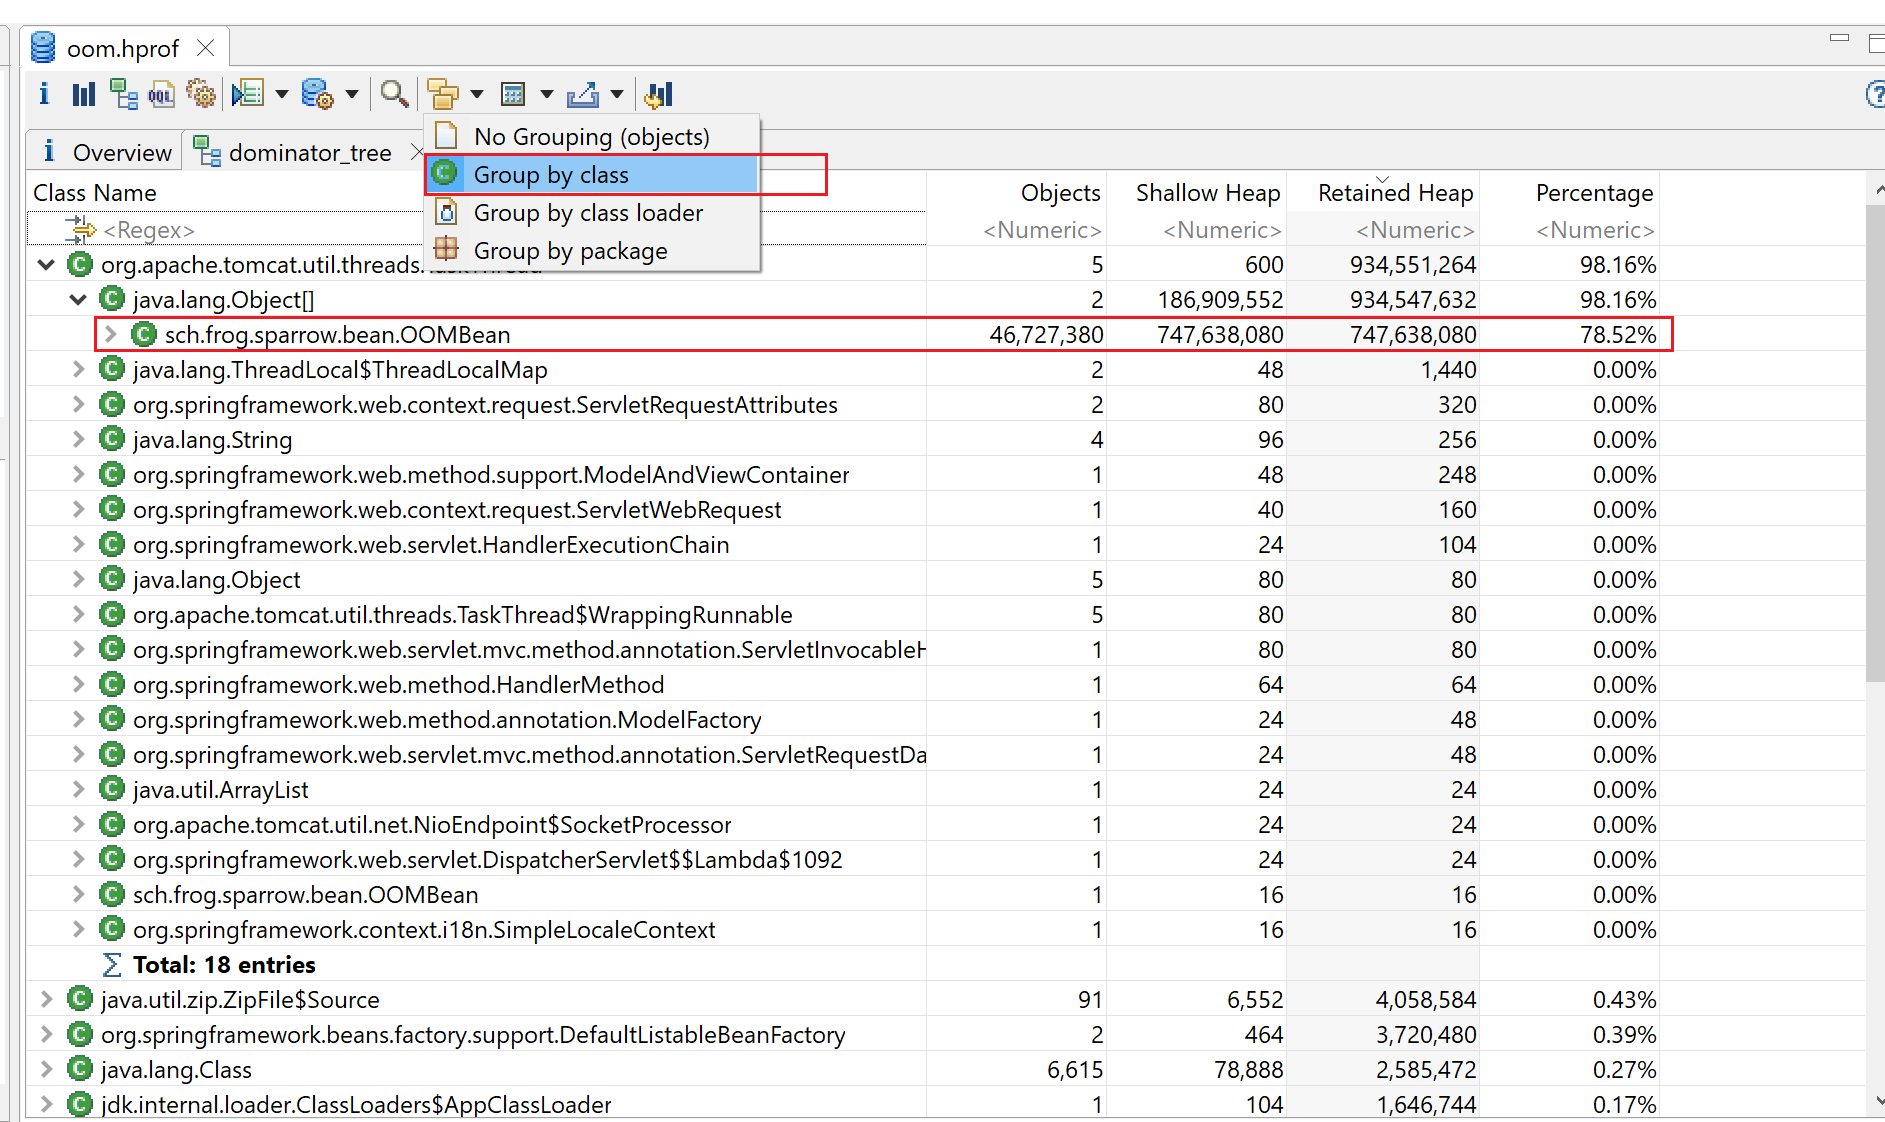 oom.hprof
OQL
Overview
dominator_tree
No Grouping (objects)
Group by class
Group by class loader
Group by package
Class Name Objects Shallow Heap Retained Heap Percentage
<Regex> <Numeric> <Numeric> <Numeric> <Numeric>
org.apache.tomcat.util.threads.TaskThread 5 600 934,551,264 98.16%
java.lang.Object[] 2 186,909,552 934,547,632 98.16%
sch.frog.sparrow.bean.OOMBean 46,727,380 747,638,080 747,638,080 78.52%
java.lang.ThreadLocal$ThreadLocalMap 2 48 1,440 0.00%
org.springframework.web.context.request.ServletRequestAttributes 2 80 320 0.00%
java.lang.String 4 96 256 0.00%
org.springframework.web.method.support.ModelAndViewContainer 1 48 248 0.00%
org.springframework.web.context.request.ServletWebRequest 1 40 160 0.00%
org.springframework.web.servlet.HandlerExecutionChain 1 24 104 0.00%
java.lang.Object 5 80 80 0.00%
org.apache.tomcat.util.threads.TaskThread$WrappingRunnable 5 80 80 0.00%
org.springframework.web.servlet.mvc.method.annotation.ServletInvocableH 1 80 80 0.00%
org.springframework.web.method.HandlerMethod 1 64 64 0.00%
org.springframework.web.method.annotation.ModelFactory 1 24 48 0.00%
org.springframework.web.servlet.mvc.method.annotation.ServletRequestDa 1 24 48 0.00%
java.util.ArrayList 1 24 24 0.00%
org.apache.tomcat.util.net.NioEndpoint$SocketProcessor 1 24 24 0.00%
org.springframework.web.servlet.DispatcherServlet$$Lambda$1092 1 24 24 0.00%
sch.frog.sparrow.bean.OOMBean 1 16 16 0.00%
org.springframework.context.i18n.SimpleLocaleContext 1 16 16 0.00%
Total: 18 entries
java.util.zip.ZipFile$Source 91 6,552 4,058,584 0.43%
org.springframework.beans.factory.support.DefaultListableBeanFactory 2 464 3,720,480 0.39%
java.lang.Class 6,615 78,888 2,585,472 0.27%
jdk.internal.loader.ClassLoaders$AppClassLoader 1 104 1,646,744 0.17%